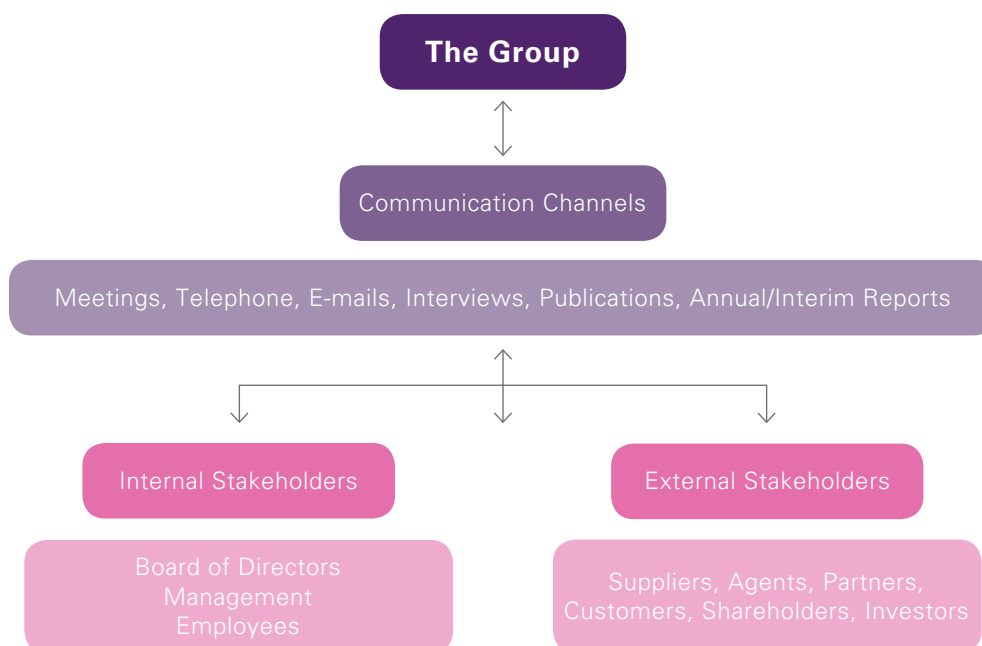 The Group
Communication Channels
Meetings, Telephone, E-mails, Interviews, Publications, Annual/Interim Reports
Internal Stakeholders
External Stakeholders
Board of Directors
Management
Employees
Suppliers, Agents, Partners,
Customers, Shareholders, Investors